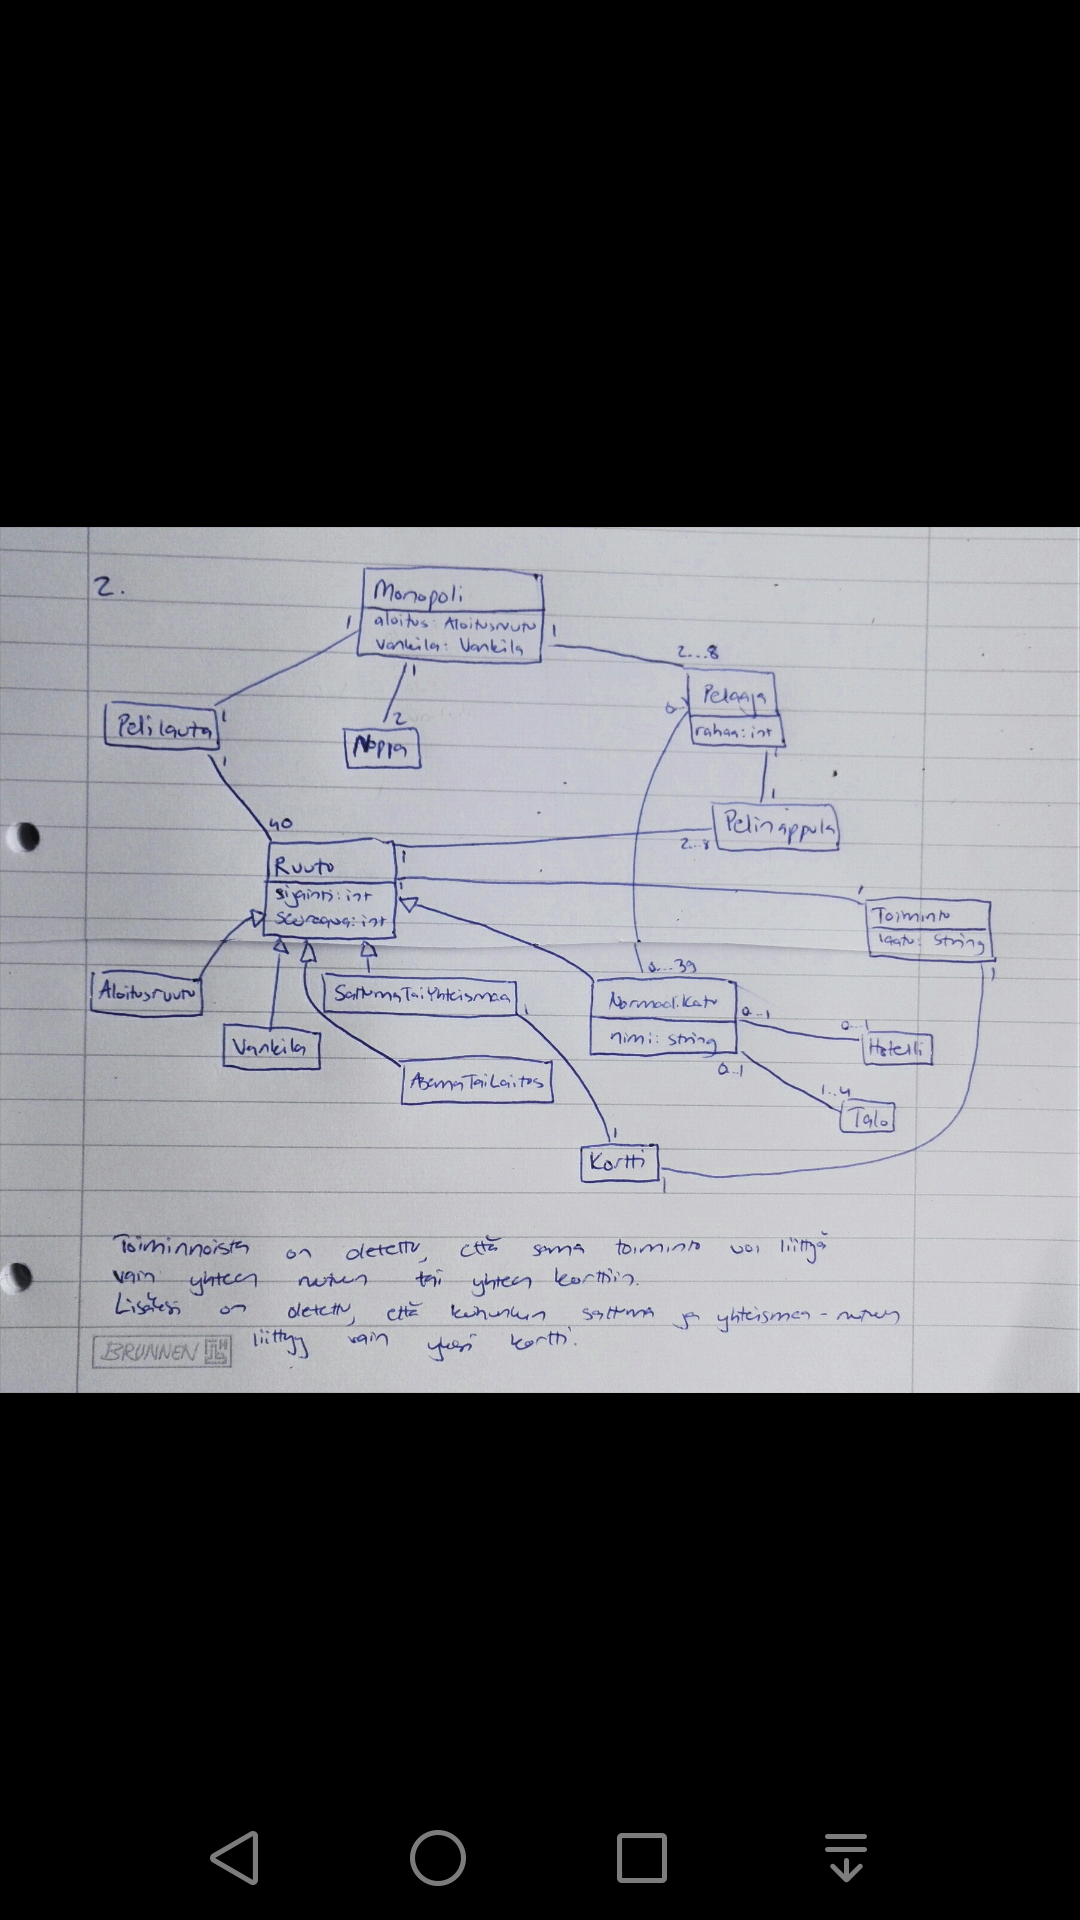 2.
Monopoli
aloitus: Aloitusruutu
vankila: Vankila
1
1
1
2...8
Pelaaja
rahaa: int
0..
1
Pelilauta
1
1
2
Noppa
1
Pelinappula
2..8
40
Ruutu
sijainti: int
seuraava: int
1
1
1
Toiminto
laatu: String
1
Aloitusruutu
SattumaTaiYhteismaa
1
0...39
Normaalikatu
nimi: string
0..1
0..1
Hotelli
Vankila
AsemaTaiLaitos
0..1
1..4
Talo
1
Kortti
1
Toiminnoista on oletettu, että sama toiminto voi liittyä
vain yhteen ruutuun tai yhteen korttiin.
Lisäksi on oletettu, että kuhunkin sattuma ja yhteismaa-ruutuun
liittyy vain yksi kortti.
BRUNNEN